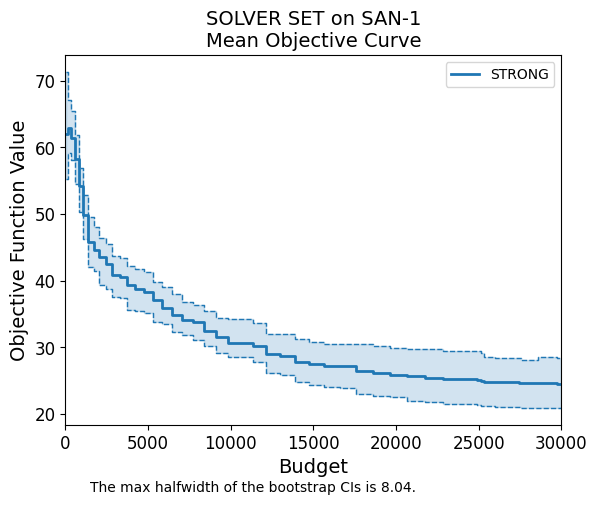 SOLVER SET on SAN-1
Mean Objective Curve
STRONG
Objective Function Value
70
60
50
40
30
20
0 5000 10000 15000 20000 25000 30000
Budget
The max halfwidth of the bootstrap CIs is 8.04.